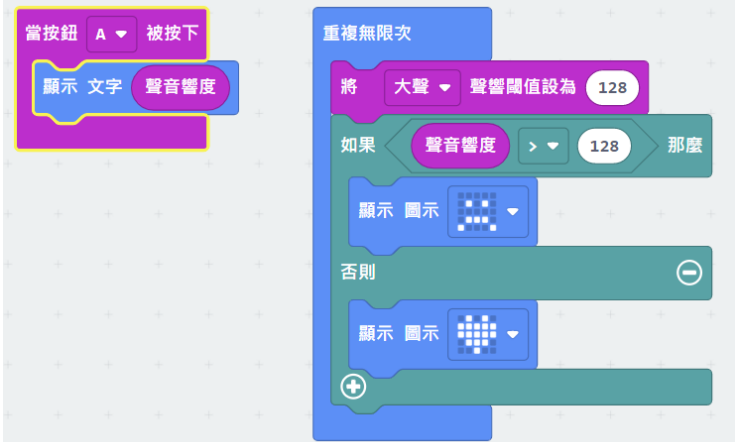 當按鈕 A 被按下
顯示 文字 聲音響度
重複無限次
將 大聲 聲響閾值設為 128
如果 聲音響度 > 128 那麼
顯示 圖示
否則
顯示 圖示